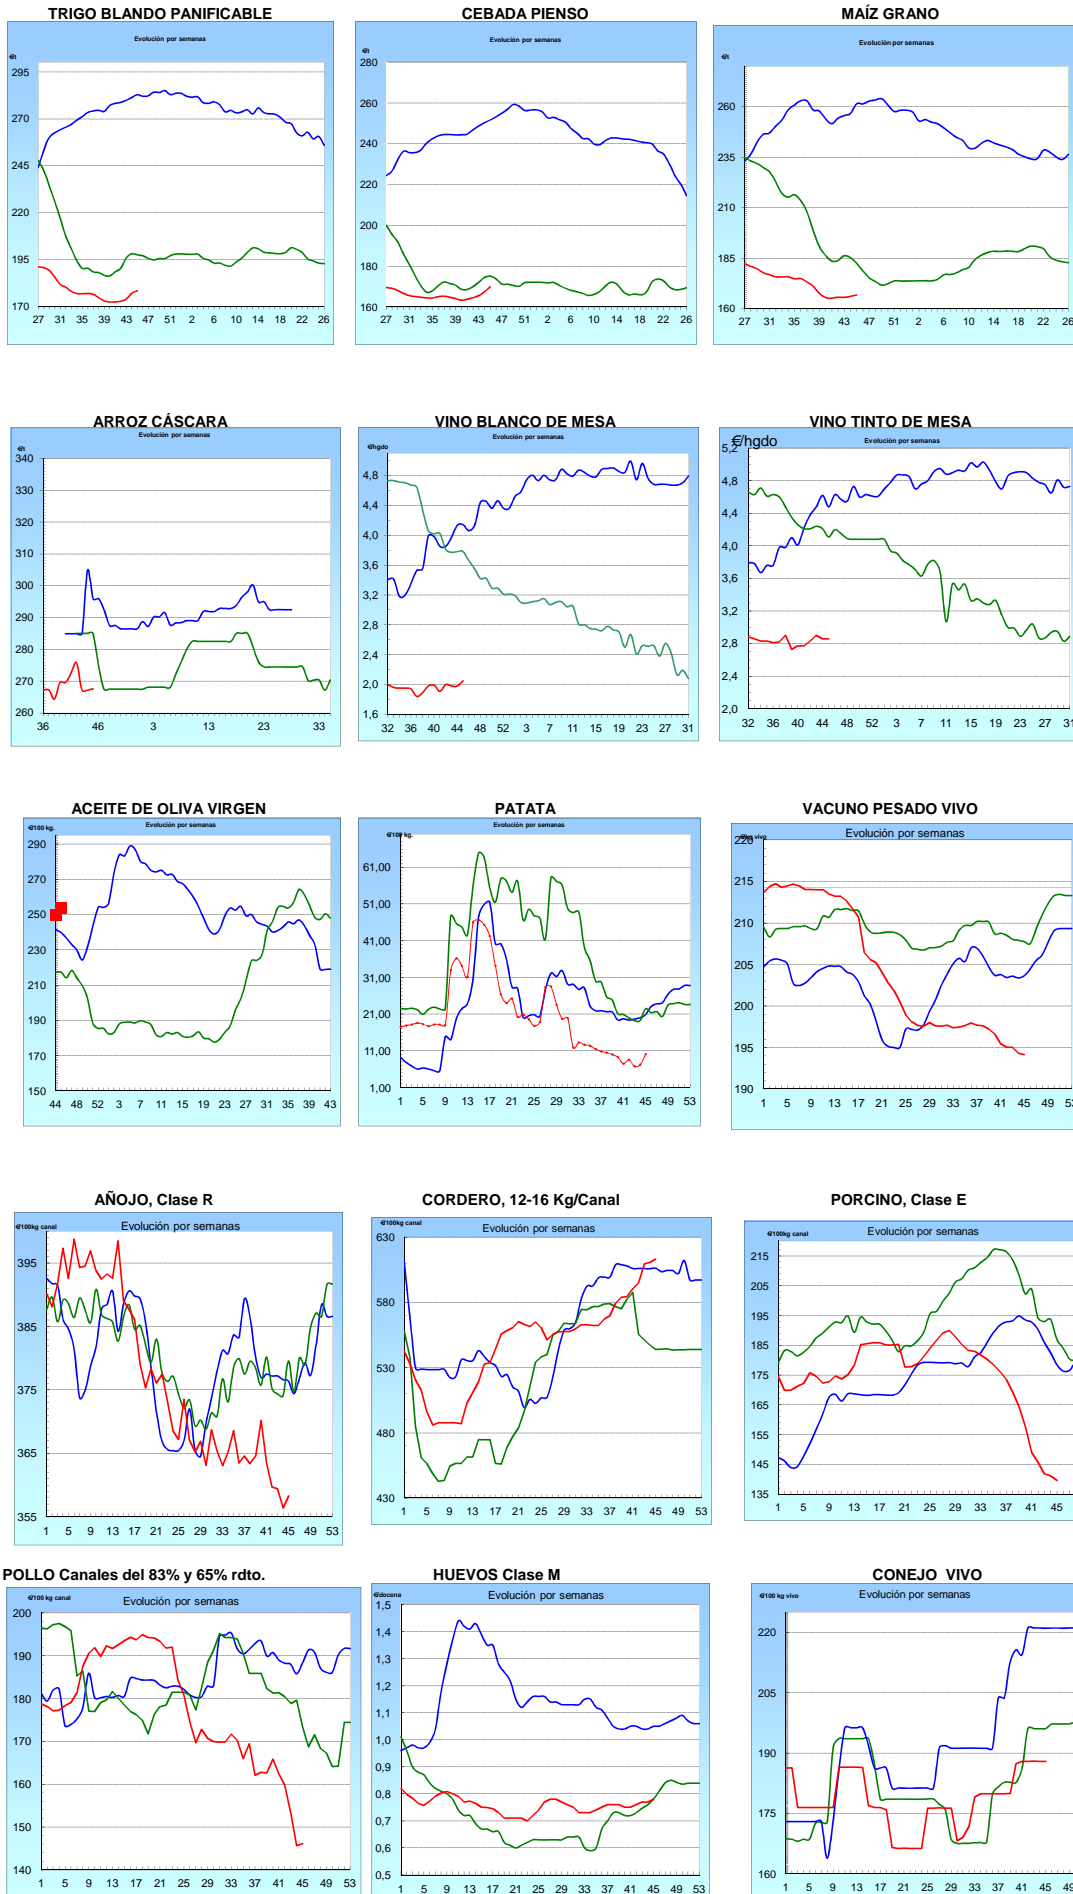 TRIGO BLANDO PANIFICABLE
Evolución por semanas
€/t
295
270
245
220
195
170
27 31 35 39 43 47 51 2 6 10 14 18 22 26
CEBADA PIENSO
Evolución por semanas
€/t
280
260
240
220
200
180
160
27 31 35 39 43 47 51 2 6 10 14 18 22 26
MAÍZ GRANO
Evolución por semanas
€/t
260
235
210
185
160
27 31 35 39 43 47 51 2 6 10 14 18 22 26
ARROZ CÁSCARA
Evolución por semanas
€/t
340
330
320
310
300
290
280
270
260
36 46 3 13 23 33
VINO BLANCO DE MESA
Evolución por semanas
€/hgdo
4,8
4,4
4,0
3,6
3,2
2,8
2,4
2,0
1,6
32 36 40 44 48 52 3 7 11 15 19 23 27 31
VINO TINTO DE MESA
Evolución por semanas
€/hgdo
5,2
4,8
4,4
4,0
3,6
3,2
2,8
2,4
2,0
32 36 40 44 48 52 3 7 11 15 19 23 27 31
ACEITE DE OLIVA VIRGEN
Evolución por semanas
€/100 kg.
290
270
250
230
210
190
170
150
44 48 52 3 7 11 15 19 23 27 31 35 39 43
PATATA
Evolución por semanas
€/100 kg.
61,00
51,00
41,00
31,00
21,00
11,00
1,00
1 5 9 13 17 21 25 29 33 37 41 45 49 53
VACUNO PESADO VIVO
Evolución por semanas
220
215
210
205
200
195
190
1 5 9 13 17 21 25 29 33 37 41 45 49 53
AÑOJO, Clase R
Evolución por semanas
€/100kg canal
395
385
375
365
355
1 5 9 13 17 21 25 29 33 37 41 45 49 53
CORDERO, 12-16 Kg/Canal
Evolución por semanas
€/100kg canal
630
580
530
480
430
1 5 9 13 17 21 25 29 33 37 41 45 49 53
PORCINO, Clase E
Evolución por semanas
€/100kg canal
215
205
195
185
175
165
155
145
135
1 5 9 13 17 21 25 29 33 37 41 45
POLLO Canales del 83% y 65% rdto.
Evolución por semanas
€/100 kg canal
200
190
180
170
160
150
140
1 5 9 13 17 21 25 29 33 37 41 45 49 53
HUEVOS Clase M
Evolución por semanas
€/docena
1,5
1,4
1,3
1,2
1,1
1,0
0,9
0,8
0,7
0,6
0,5
1 5 9 13 17 21 25 29 33 37 41 45 49 53
CONEJO VIVO
Evolución por semanas
€/100 kg vivo
220
205
190
175
160
1 5 9 13 17 21 25 29 33 37 41 45 49